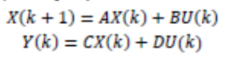 X(k + 1) = AX(k) + BU(k)
Y(k) = CX(k) + DU(k)